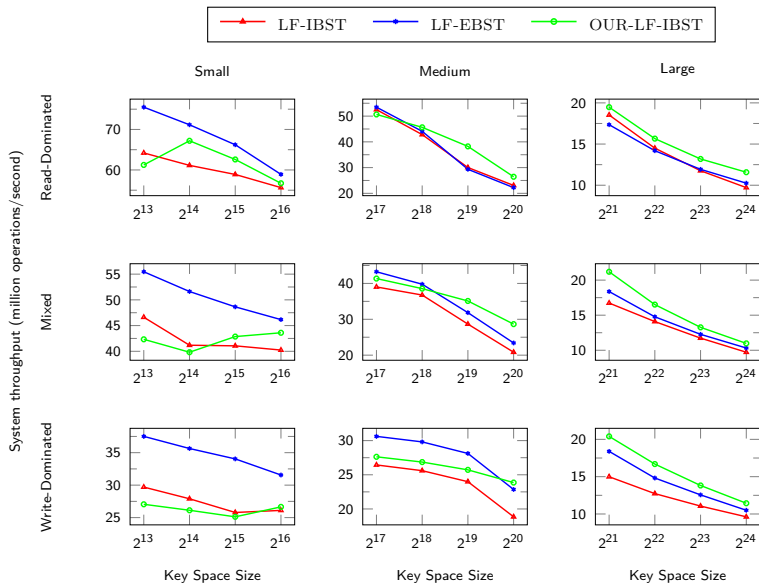 LF-IBST LF-EBST OUR-LF-IBST
Small Medium Large
System throughput (million operations/second)
Read-Dominated
70
60
2^13 2^14 2^15 2^16
50
40
30
20
2^17 2^18 2^19 2^20
20
15
10
2^21 2^22 2^23 2^24
Mixed
55
50
45
40
2^13 2^14 2^15 2^16
40
30
20
2^17 2^18 2^19 2^20
20
15
10
2^21 2^22 2^23 2^24
Write-Dominated
35
30
25
2^13 2^14 2^15 2^16
30
25
20
2^17 2^18 2^19 2^20
20
15
10
2^21 2^22 2^23 2^24
Key Space Size Key Space Size Key Space Size